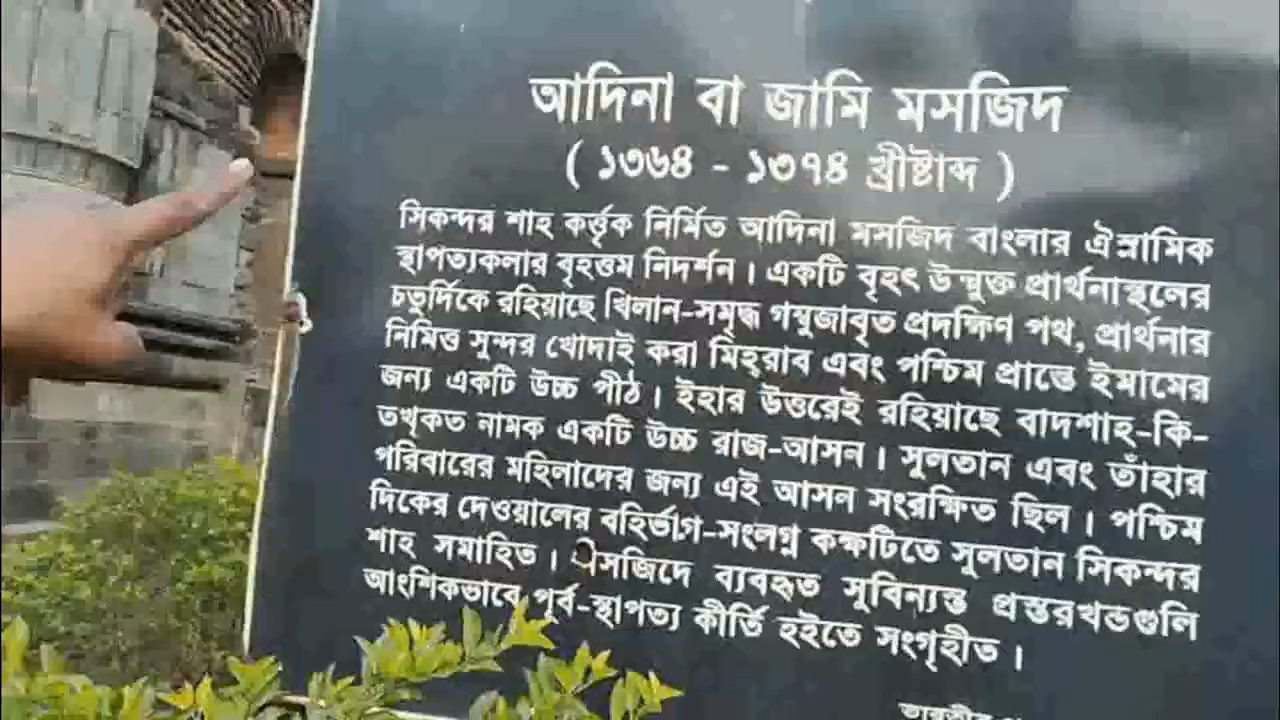 আদিনা বা জামি মসজিদ
( ১৩৬৪ - ১৩৭৪ খ্রীষ্টাব্দ )
সিকন্দর শাহ কর্ত্তৃক নির্মিত আদিনা মসজিদ বাংলার ঐস্লামিক
স্থাপত্যকলার বৃহত্তম নিদর্শন। একটি বৃহৎ উন্মুক্ত প্রার্থনাস্থলের
চতুর্দিকে রহিয়াছে খিলান-সমৃদ্ধ গম্বুজাবৃত প্রদক্ষিণ পথ, প্রার্থনার
নিমিত্ত সুন্দর খোদাই করা মিহ্‌রাব এবং পশ্চিম প্রান্তে ইমামের
জন্য একটি উচ্চ পীঠ। ইহার উত্তরেই রহিয়াছে বাদশাহ-কি-
তখ্‌কত নামক একটি উচ্চ রাজ-আসন। সুলতান এবং তাঁহার
পরিবারের মহিলাদের জন্য এই আসন সংরক্ষিত ছিল। পশ্চিম
দিকের দেওয়ালের বহির্ভাগ-সংলগ্ন কক্ষটিতে সুলতান সিকন্দর
শাহ সমাহিত। মসজিদে ব্যবহৃত সুবিন্যস্ত প্রস্তরখন্ডগুলি
আংশিকভাবে পূর্ব-স্থাপত্য কীর্তি হইতে সংগৃহীত।